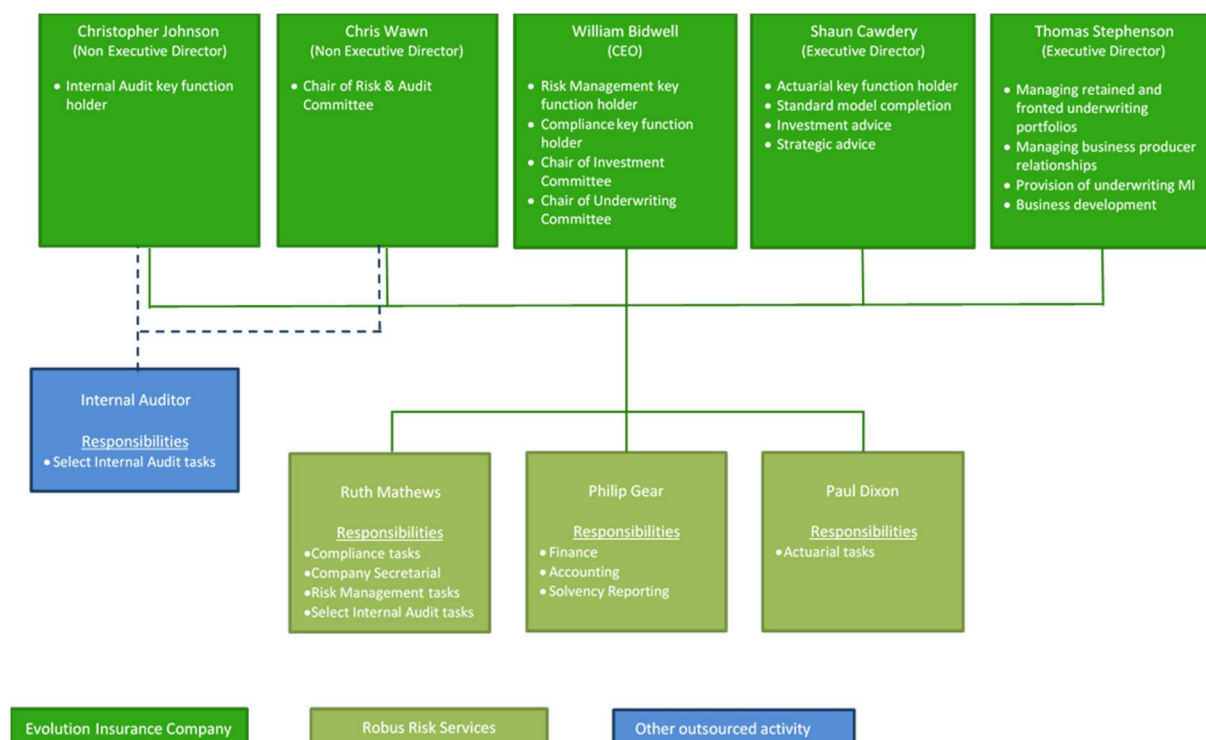 Christopher Johnson
(Non Executive Director)
• Internal Audit key function
holder
Chris Wawn
(Non Executive Director)
• Chair of Risk & Audit
Committee
William Bidwell
(CEO)
• Risk Management key
function holder
• Compliance key function
holder
• Chair of Investment
Committee
• Chair of Underwriting
Committee
Shaun Cawdery
(Executive Director)
• Actuarial key function holder
• Standard model completion
• Investment advice
• Strategic advice
Thomas Stephenson
(Executive Director)
• Managing retained and
fronted underwriting
portfolios
• Managing business producer
relationships
• Provision of underwriting MI
• Business development
Internal Auditor
Responsibilities
• Select Internal Audit tasks
Ruth Mathews
Responsibilities
• Compliance tasks
• Company Secretarial
• Risk Management tasks
• Select Internal Audit tasks
Philip Gear
Responsibilities
• Finance
• Accounting
• Solvency Reporting
Paul Dixon
Responsibilities
• Actuarial tasks
Evolution Insurance Company
Robus Risk Services
Other outsourced activity